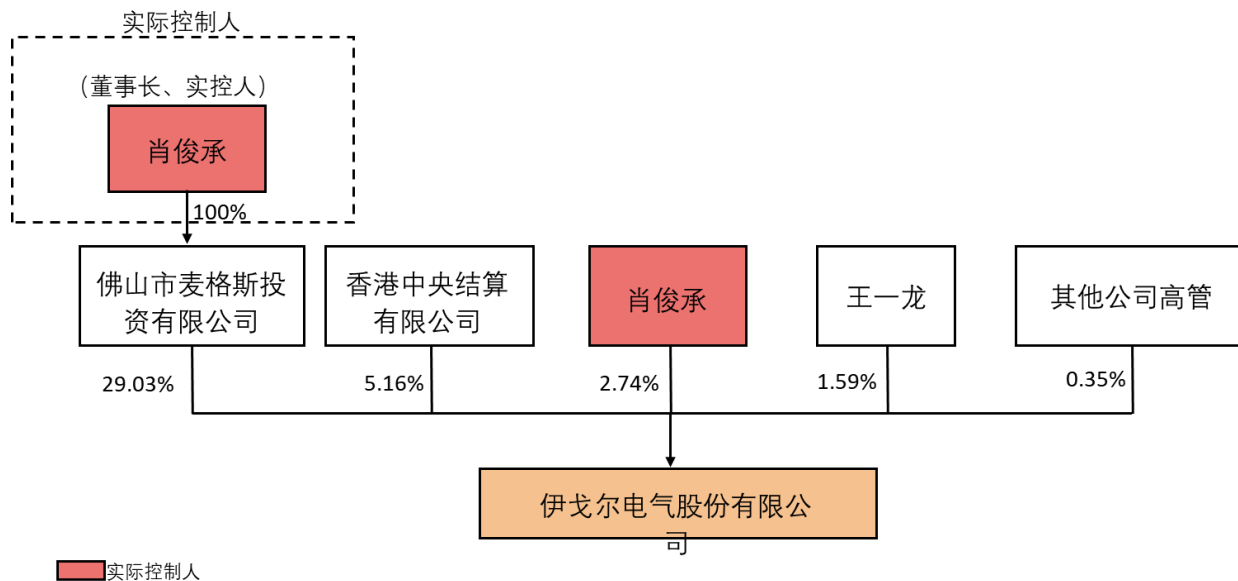 实际控制人
(董事长、实控人)
肖俊承
100%
佛山市麦格斯投
资有限公司
香港中央结算
有限公司
肖俊承
王一龙
其他公司高管
29.03%
5.16%
2.74%
1.59%
0.35%
伊戈尔电气股份有限公
司
实际控制人